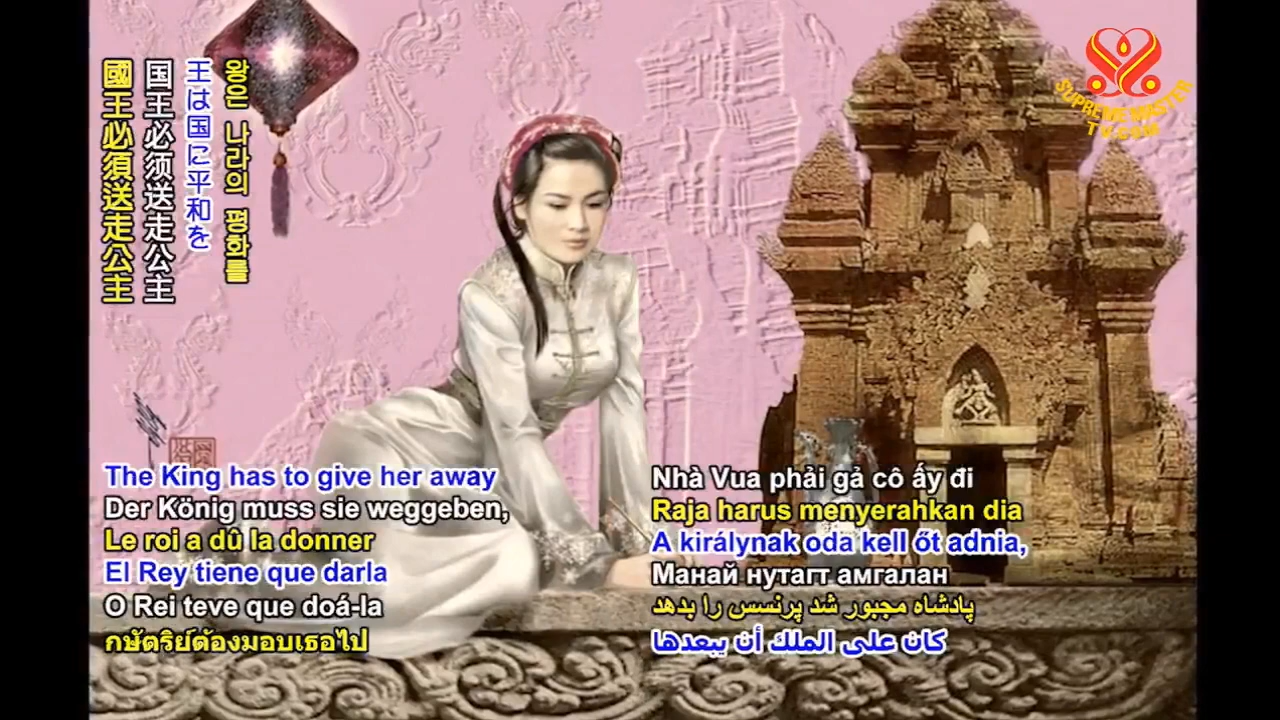 國王必須送走公主
国王必须送走公主
王は国に平和を
왕은 나라의 평화를
SUPREME MASTER
TV.COM
The King has to give her away
Der König muss sie weggeben,
Le roi a dû la donner
El Rey tiene que darla
O Rei teve que doá-la
กษัตริย์ต้องมอบเธอไป
Nhà Vua phải gả cô ấy đi
Raja harus menyerahkan dia
A királynak oda kell őt adnia,
Манай нутагт амгалан
پادشاه مجبور شد پرنسس را بدهد
كان على الملك أن يبعدها